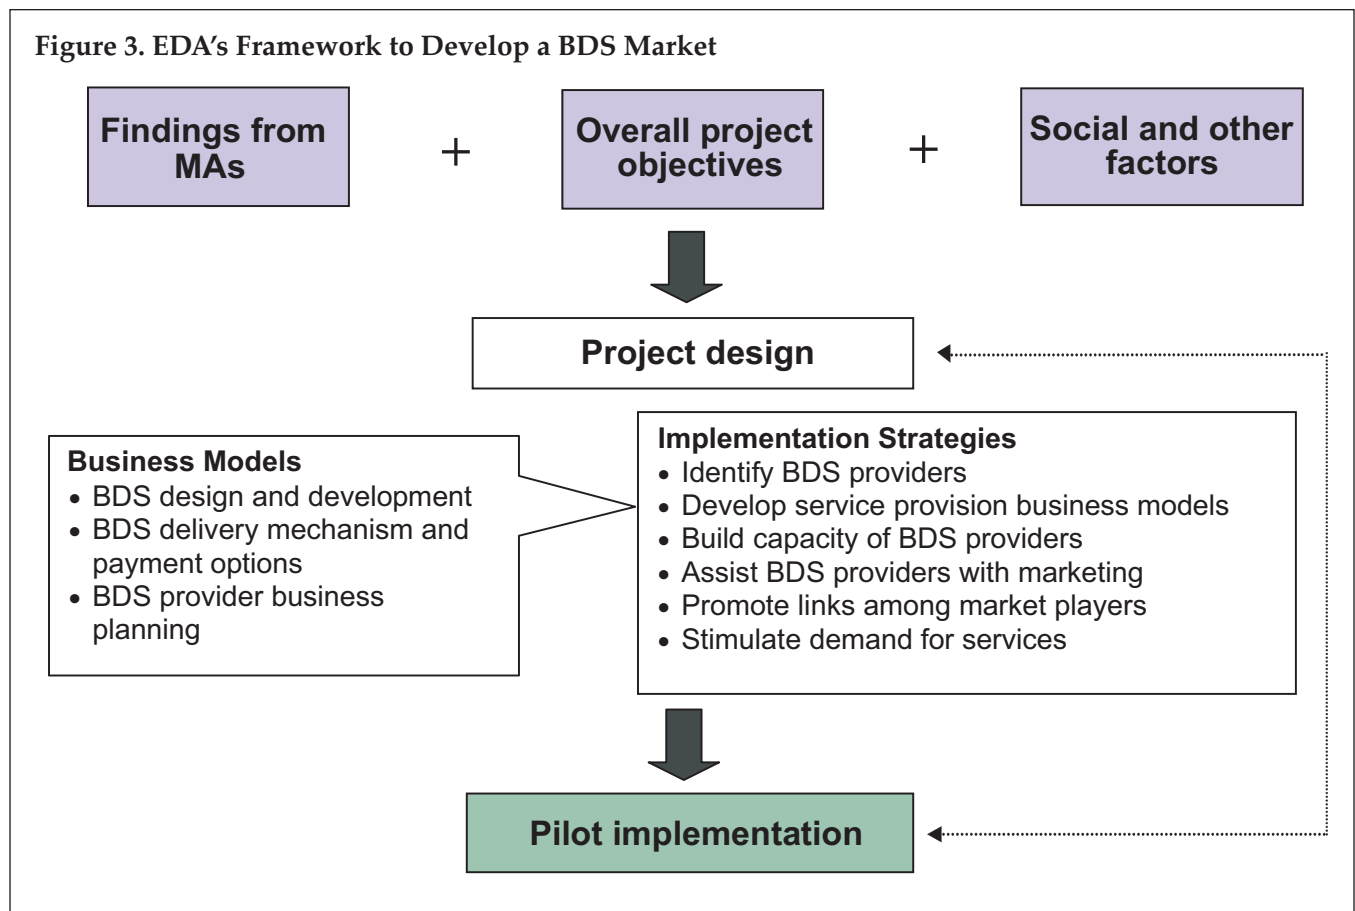 Figure 3. EDA's Framework to Develop a BDS Market
Findings from
MAs
+
Overall project
objectives
+
Social and other
factors
Project design
Business Models
• BDS design and development
• BDS delivery mechanism and
payment options
• BDS provider business
planning
Implementation Strategies
• Identify BDS providers
• Develop service provision business models
• Build capacity of BDS providers
• Assist BDS providers with marketing
• Promote links among market players
• Stimulate demand for services
Pilot implementation